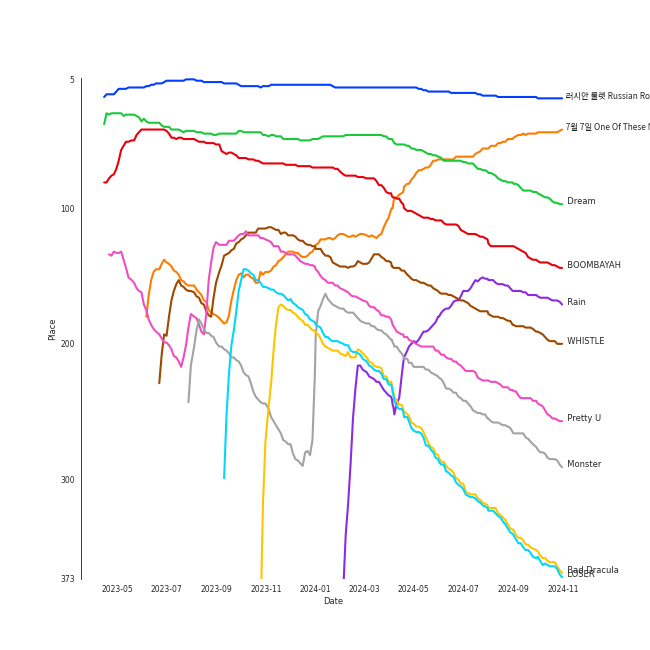 5
100
200
300
373
Place
2023-05 2023-07 2023-09 2023-11 2024-01 2024-03 2024-05 2024-07 2024-09 2024-11
Date
러시안 룰렛 Russian Ro
7월 7일 One Of These N
Dream
BOOMBAYAH
Rain
WHISTLE
Pretty U
Monster
Bad Dracula
LOSER